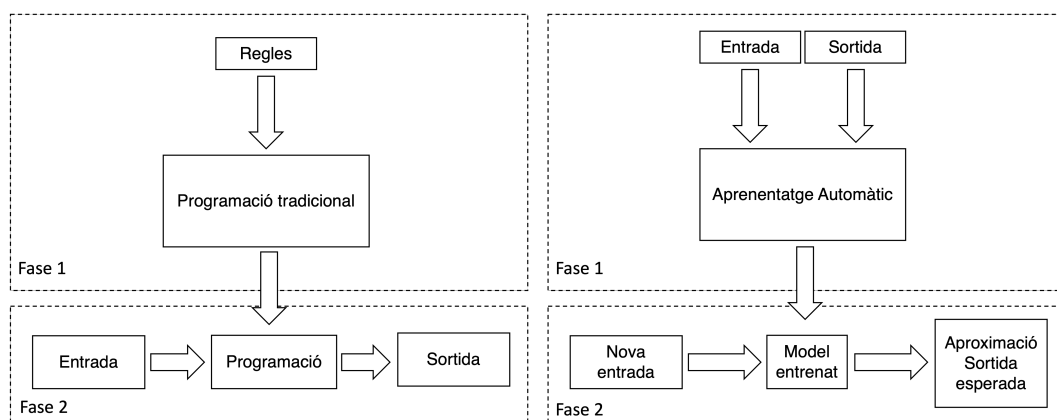 Regles
Programació tradicional
Fase 1
Entrada
Programació
Sortida
Fase 2
Entrada
Sortida
Aprenentatge Automàtic
Fase 1
Nova
entrada
Model
entrenat
Aproximació
Sortida
esperada
Fase 2